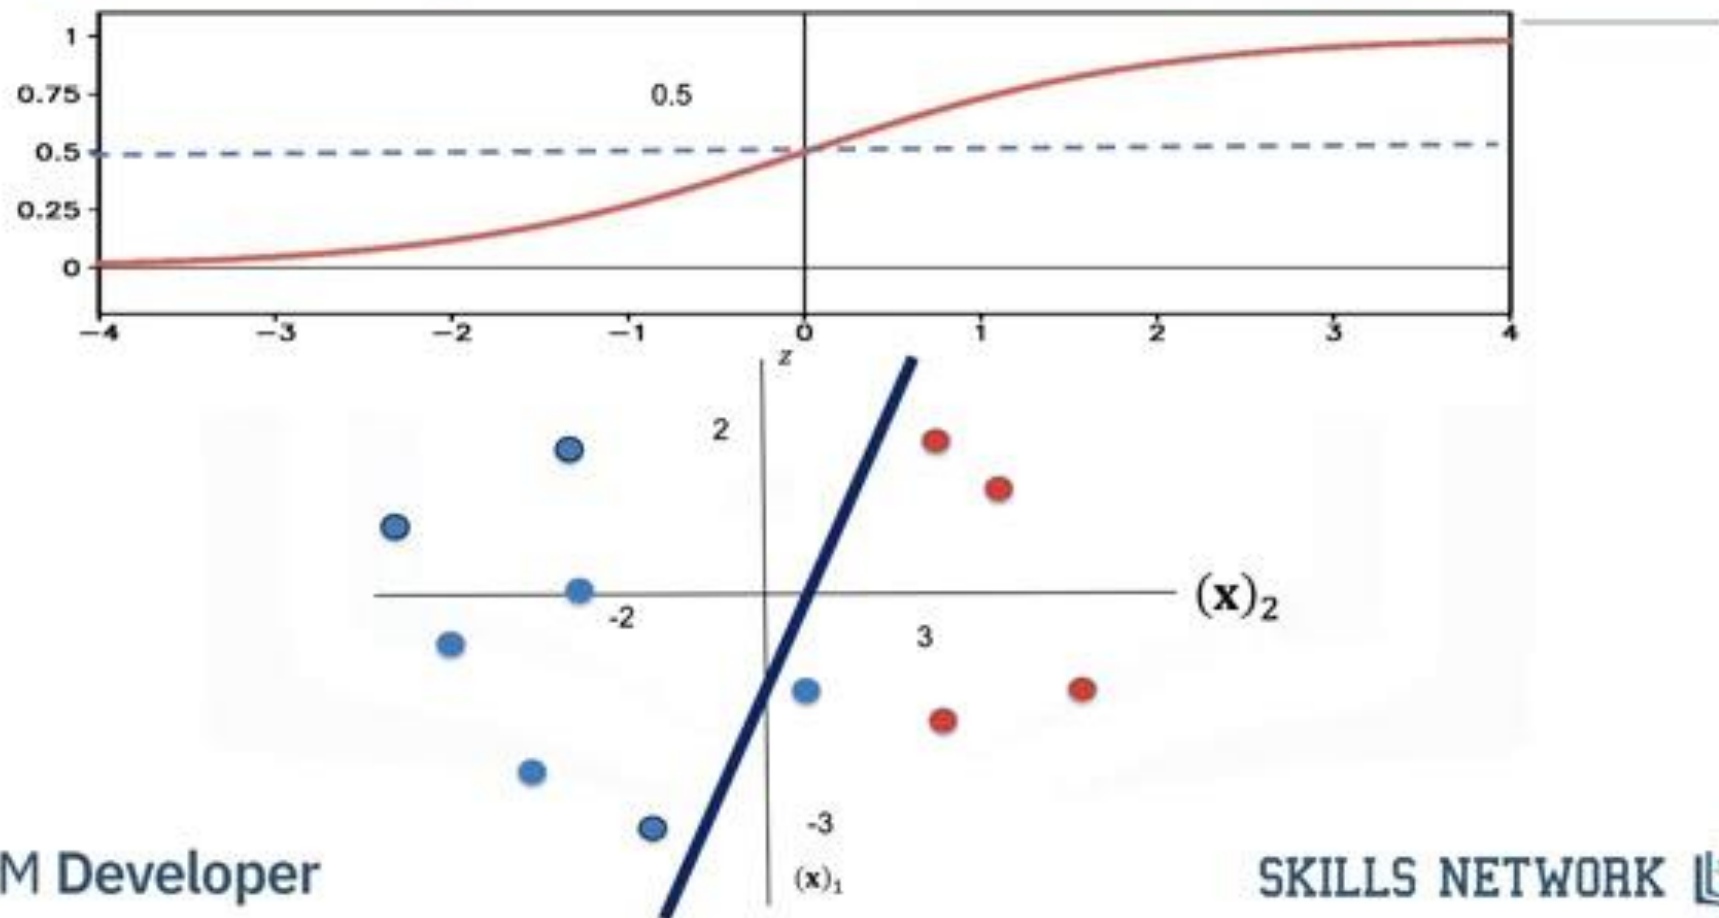 1
0.75
0.5
0.5
0.25
0
−4 −3 −2 −1 0 1 2 3 4
z
2
(x)₂
-2
3
-3
(x)₁
M Developer
SKILLS NETWORK